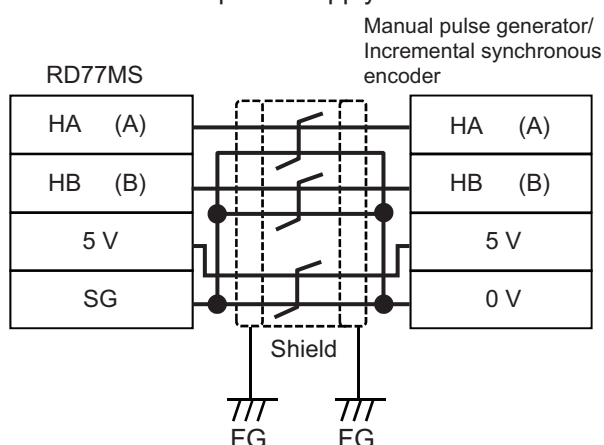 Manual pulse generator/
Incremental synchronous
encoder
RD77MS
HA (A)
HB (B)
5 V
SG
HA (A)
HB (B)
5 V
0 V
Shield
FG
FG